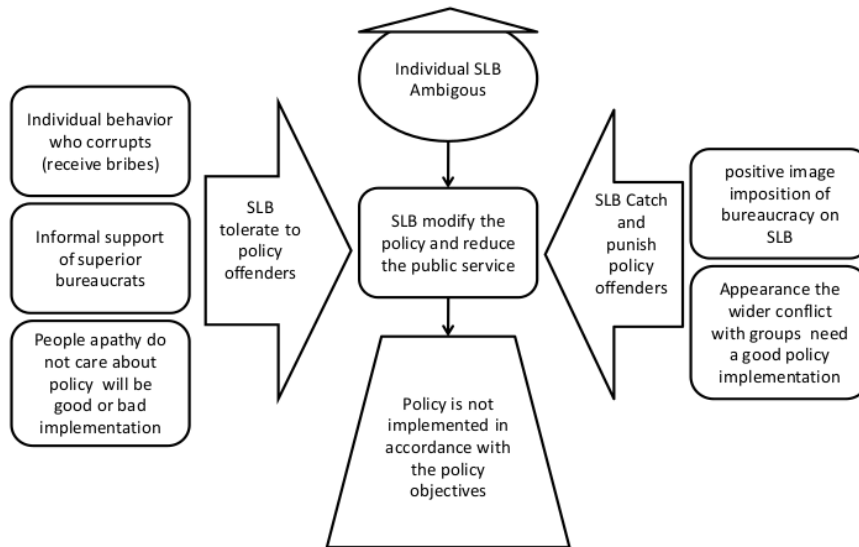 Individual SLB
Ambigous
Individual behavior
who corrupts
(receive bribes)
Informal support
of superior
bureaucrats
People apathy do
not care about
policy will be
good or bad
implementation
SLB
tolerate to
policy
offenders
SLB modify the
policy and reduce
the public service
Policy is not
implemented in
accordance with
the policy
objectives
SLB Catch
and
punish
policy
offenders
positive image
imposition of
bureaucracy on
SLB
Appearance the
wider conflict
with groups need
a good policy
implementation